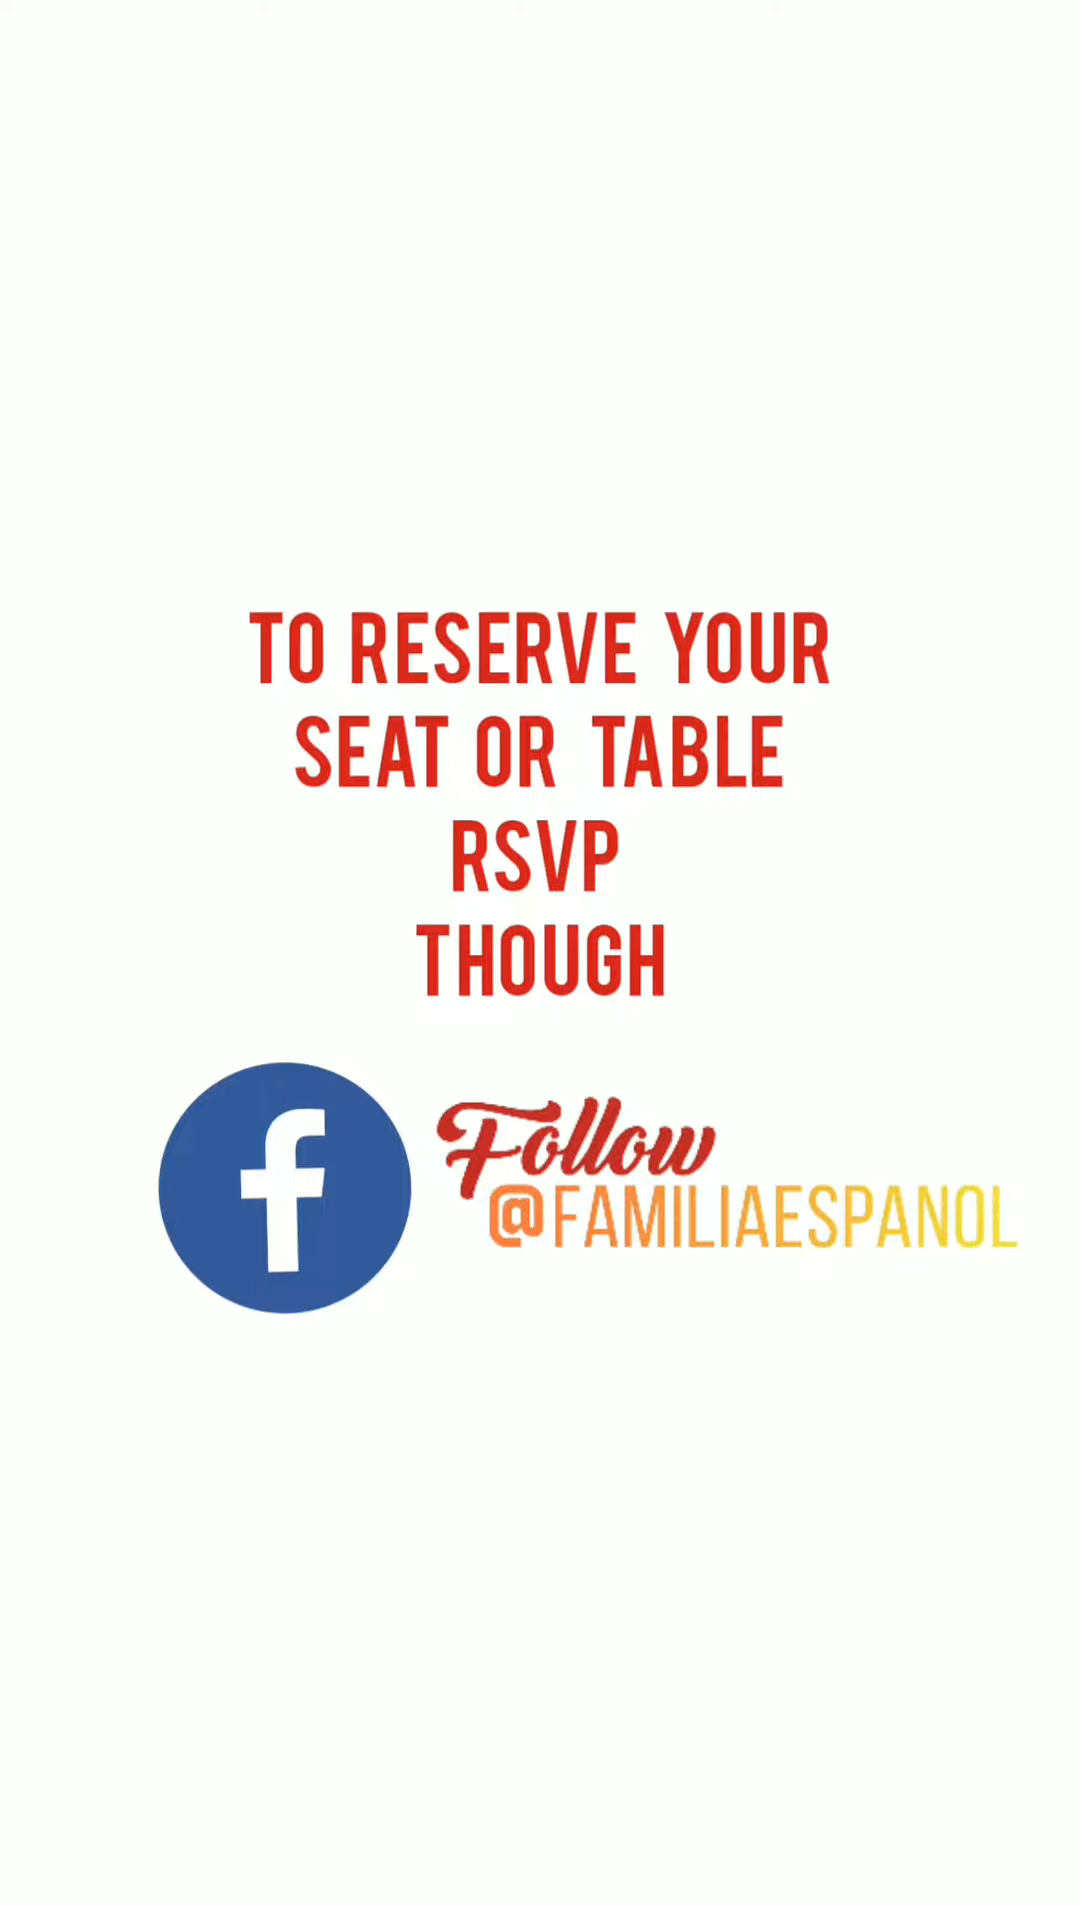 TO RESERVE YOUR
SEAT OR TABLE
RSVP
THOUGH
f
Follow
@FAMILIAESPANOL